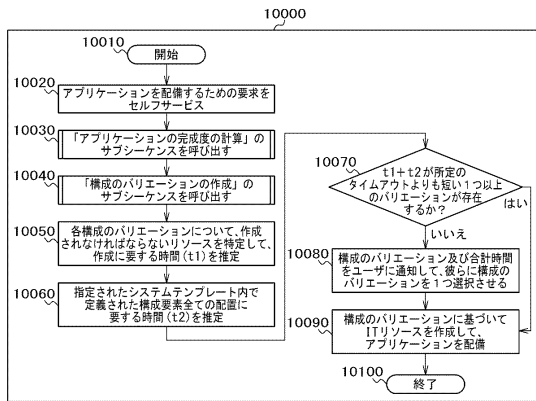 10000
10010
開始
10020
アプリケーションを配備するための要求を
セルフサービス
10030
「アプリケーションの完成度の計算」の
サブシーケンスを呼び出す
10040
「構成のバリエーションの作成」の
サブシーケンスを呼び出す
10050
各構成のバリエーションについて、作成
されなければならないリソースを特定して、
作成に要する時間(t1)を推定
10060
指定されたシステムテンプレート内で
定義された構成要素全ての配置に
要する時間(t2)を推定
10070
t1+t2が所定の
タイムアウトよりも短い1つ以上
のバリエーションが存在
するか?
はい
いいえ
10080
構成のバリエーション及び合計時間
をユーザに通知して、彼らに構成の
バリエーションを1つ選択させる
10090
構成のバリエーションに基づいて
ITリソースを作成して、
アプリケーションを配備
10100
終了